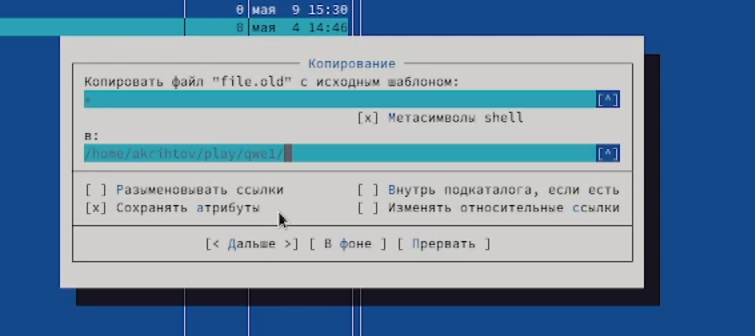 0 мая 9 15:30
8 мая 4 14:46
Копирование
Копировать файл "file.old" с исходным шаблоном:
* [^]
[x] Метасимволы shell
в:
/home/akrihtov/play/qwe1/ [^]
[ ] Разыменовывать ссылки [ ] Внутрь подкаталога, если есть
[x] Сохранять атрибуты [ ] Изменять относительные ссылки
[< Дальше >] [ В фоне ] [ Прервать ]